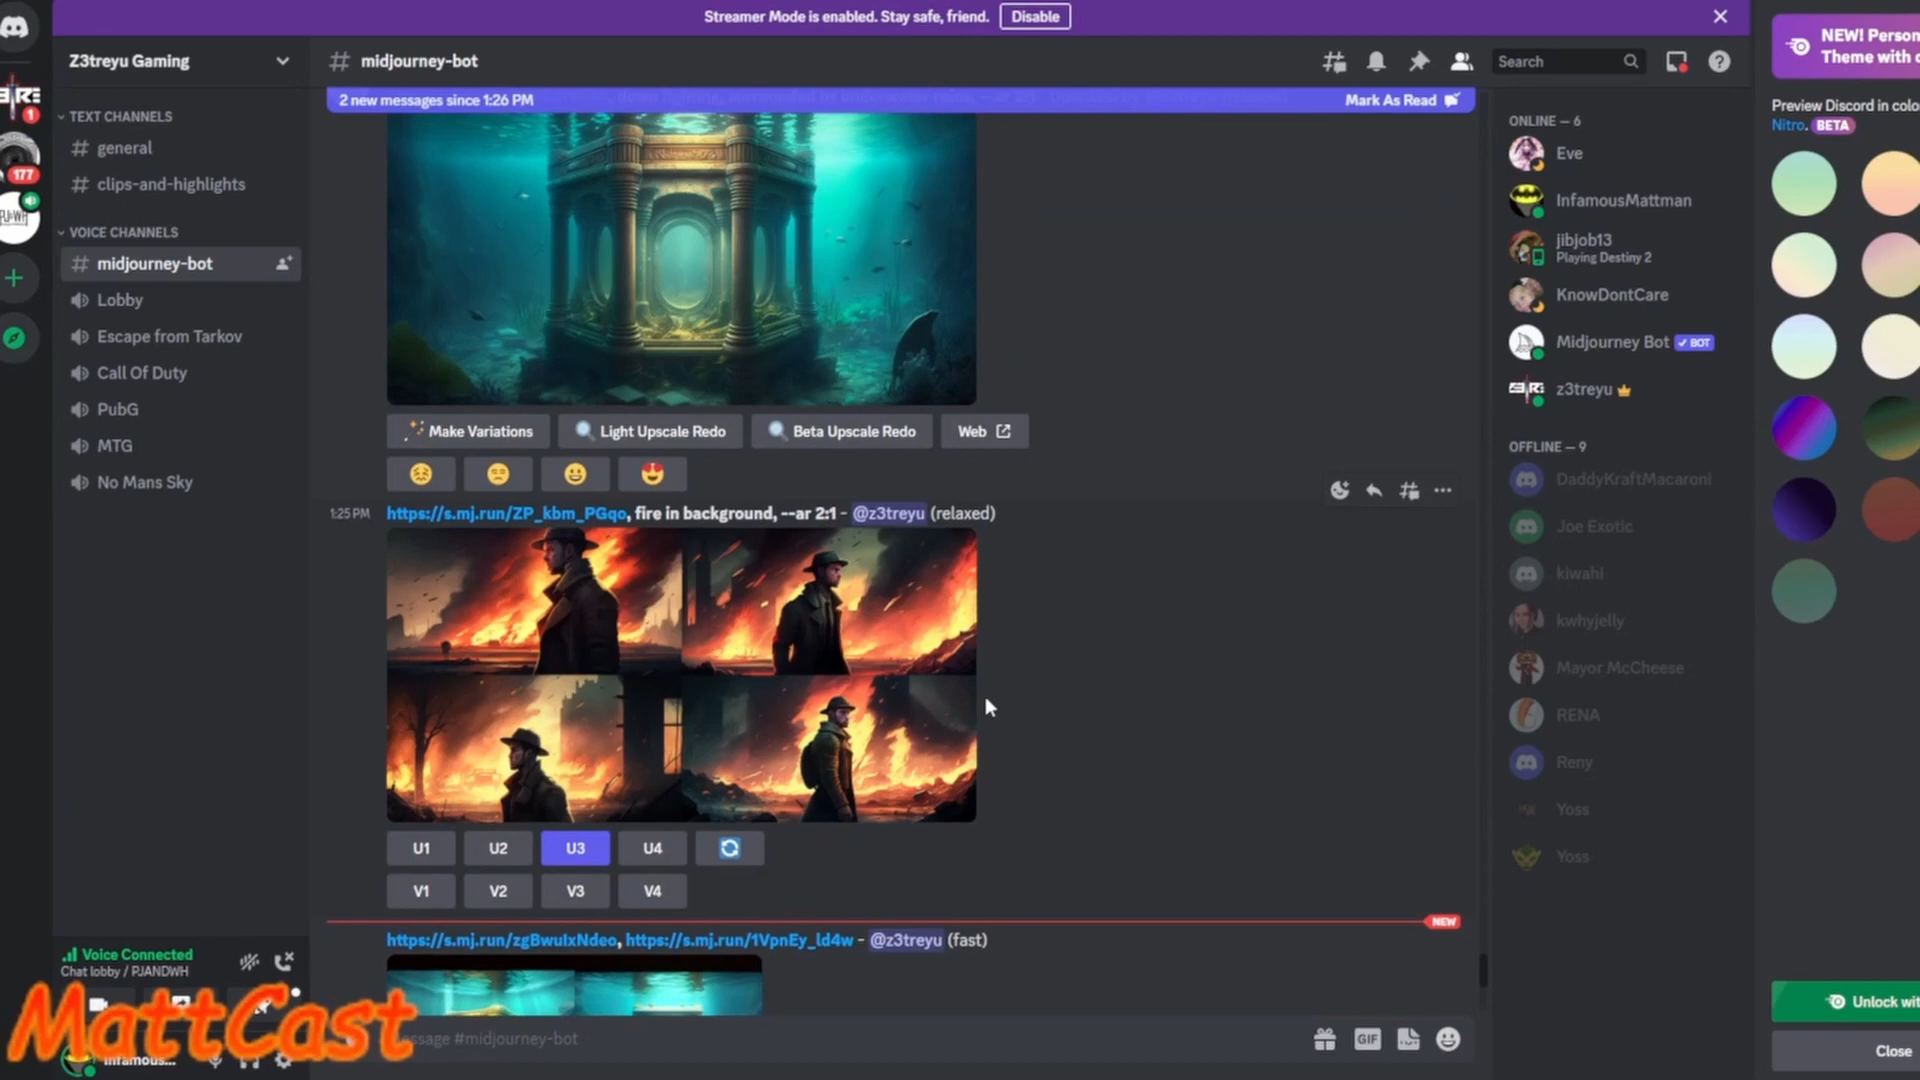 Streamer Mode is enabled. Stay safe, friend.
Disable
Z3treyu Gaming
midjourney-bot
Search
NEW! Person
Theme with c
2 new messages since 1:26 PM
Mark As Read
1
177
TEXT CHANNELS
general
clips-and-highlights
VOICE CHANNELS
midjourney-bot
Lobby
Escape from Tarkov
Call Of Duty
PubG
MTG
No Mans Sky
Make Variations
Light Upscale Redo
Beta Upscale Redo
Web
1:25 PM
https://s.mj.run/ZP_kbm_PGqo, fire in background, --ar 2:1 - @z3treyu (relaxed)
U1
U2
U3
U4
V1
V2
V3
V4
NEW
https://s.mj.run/zgBwuIxNdeo, https://s.mj.run/1VpnEy_ld4w - @z3treyu (fast)
essage #midjourney-bot
GIF
ONLINE — 6
Eve
InfamousMattman
jibjob13
Playing Destiny 2
KnowDontCare
Midjourney Bot
BOT
z3treyu
OFFLINE — 9
DaddyKraftMacaroni
Joe Exotic
kiwahi
kwhyjelly
Mayor McCheese
RENA
Reny
Yoss
Yoss
Preview Discord in colo
Nitro. BETA
Unlock wit
Close
Voice Connected
Chat lobby / PJANDWH
MattCast
Infamous...